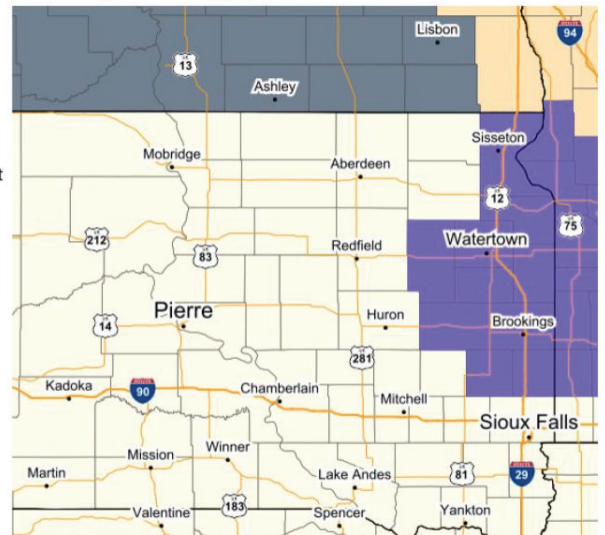 Lisbon
94
13
Ashley
Sisseton
Mobridge
Aberdeen
t
12
75
212
Watertown
83
Redfield
Pierre
Huron
14
Brookings
281
Kadoka
90
Chamberlain
Mitchell
Sioux Falls
Winner
Mission
Martin
Lake Andes
81
29
183
Valentine
Spencer
Yankton